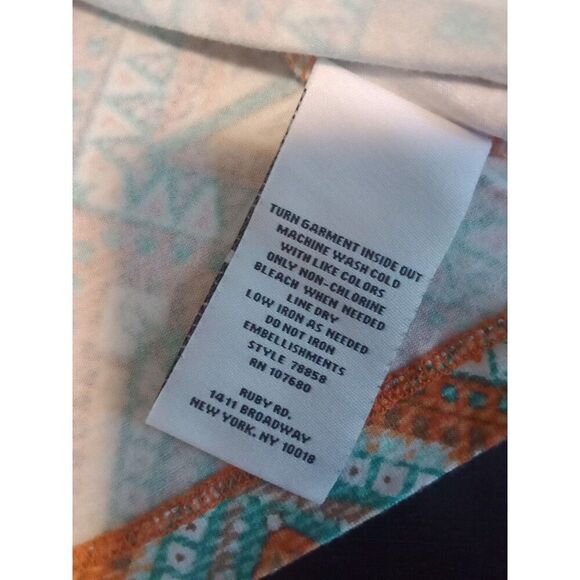 TURN GARMENT INSIDE OUT
MACHINE WASH COLD
WITH LIKE COLORS
ONLY NON-CHLORINE
BLEACH WHEN NEEDED
LINE DRY
LOW IRON AS NEEDED
DO NOT IRON
EMBELLISHMENTS
STYLE 78958
RN 107680
RUBY RD.
1411 BROADWAY
NEW YORK, NY 10018